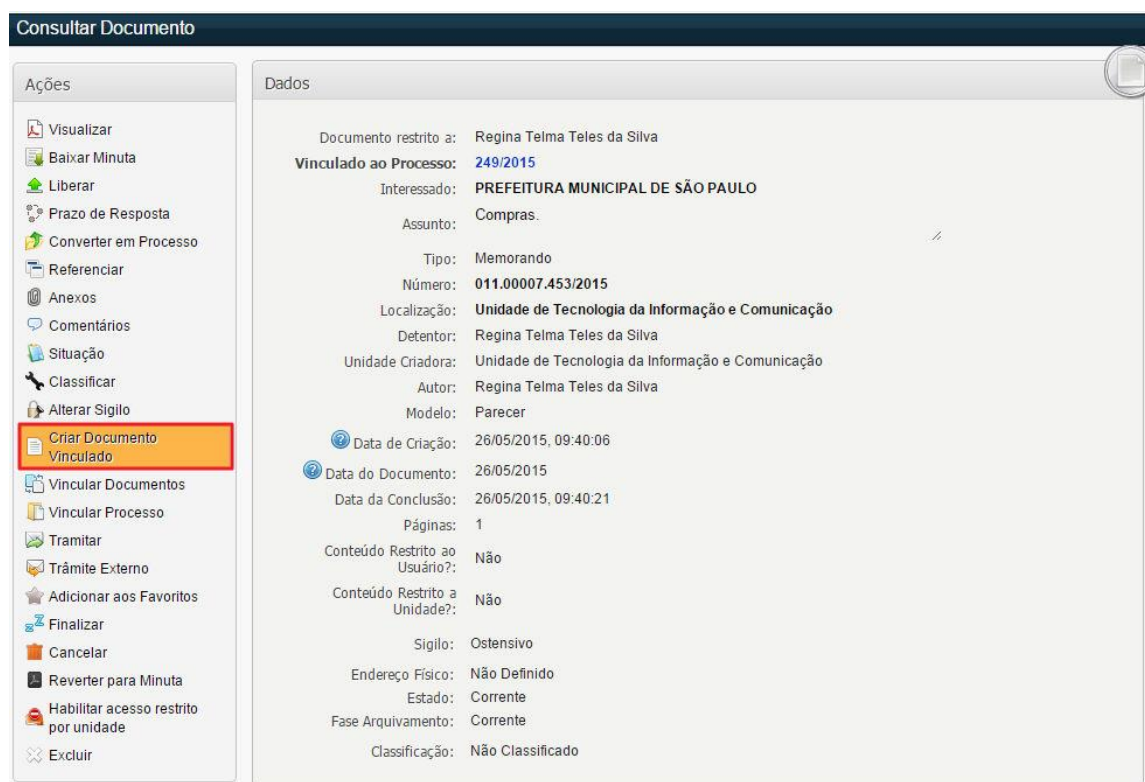 Consultar Documento
Ações
Visualizar
Baixar Minuta
Liberar
Prazo de Resposta
Converter em Processo
Referenciar
Anexos
Comentários
Situação
Classificar
Alterar Sigilo
Criar Documento
Vinculado
Vincular Documentos
Vincular Processo
Tramitar
Trâmite Externo
Adicionar aos Favoritos
Finalizar
Cancelar
Reverter para Minuta
Habilitar acesso restrito
por unidade
Excluir
Dados
Documento restrito a: Regina Telma Teles da Silva
Vinculado ao Processo: 249/2015
Interessado: PREFEITURA MUNICIPAL DE SÃO PAULO
Assunto: Compras.
Tipo: Memorando
Número: 011.00007.453/2015
Localização: Unidade de Tecnologia da Informação e Comunicação
Detentor: Regina Telma Teles da Silva
Unidade Criadora: Unidade de Tecnologia da Informação e Comunicação
Autor: Regina Telma Teles da Silva
Modelo: Parecer
Data de Criação: 26/05/2015, 09:40:06
Data do Documento: 26/05/2015
Data da Conclusão: 26/05/2015, 09:40:21
Páginas: 1
Conteúdo Restrito ao
Usuário?: Não
Conteúdo Restrito a
Unidade?: Não
Sigilo: Ostensivo
Endereço Físico: Não Definido
Estado: Corrente
Fase Arquivamento: Corrente
Classificação: Não Classificado